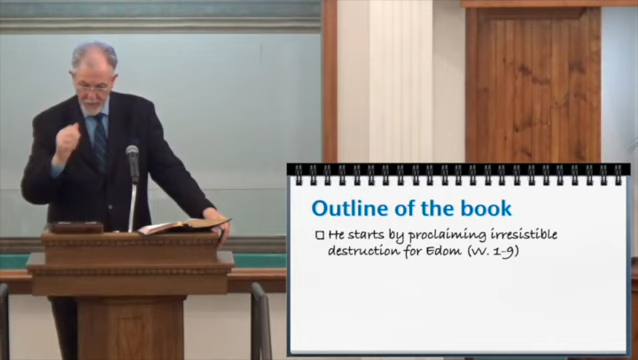 Outline of the book
He starts by proclaiming irresistible
destruction for Edom (VV. 1-9)